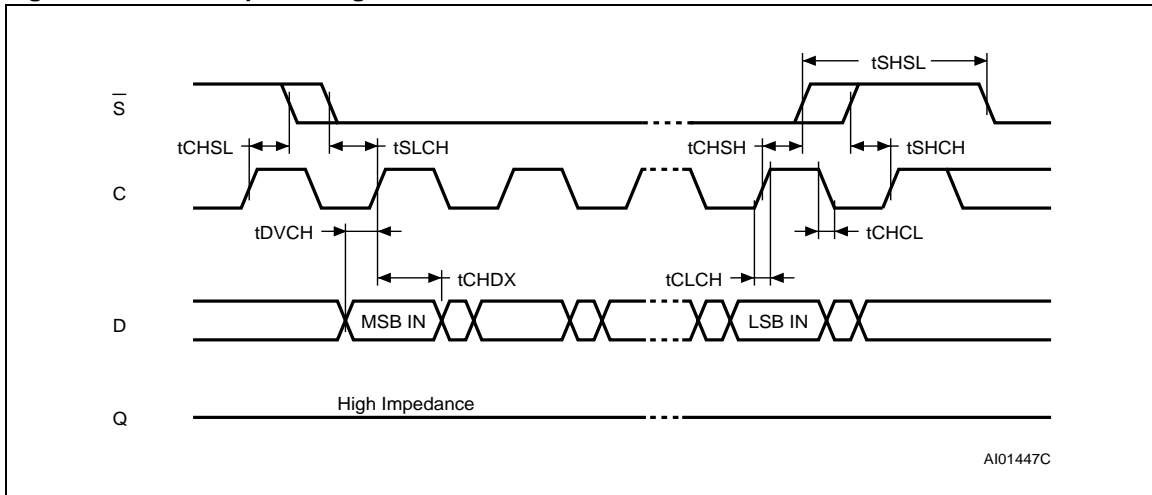 tSHSL
S
tCHSL
tSLCH
tCHSH
tSHCH
C
tDVCH
tCHCL
tCHDX
tCLCH
D
MSB IN
LSB IN
High Impedance
Q
AI01447C